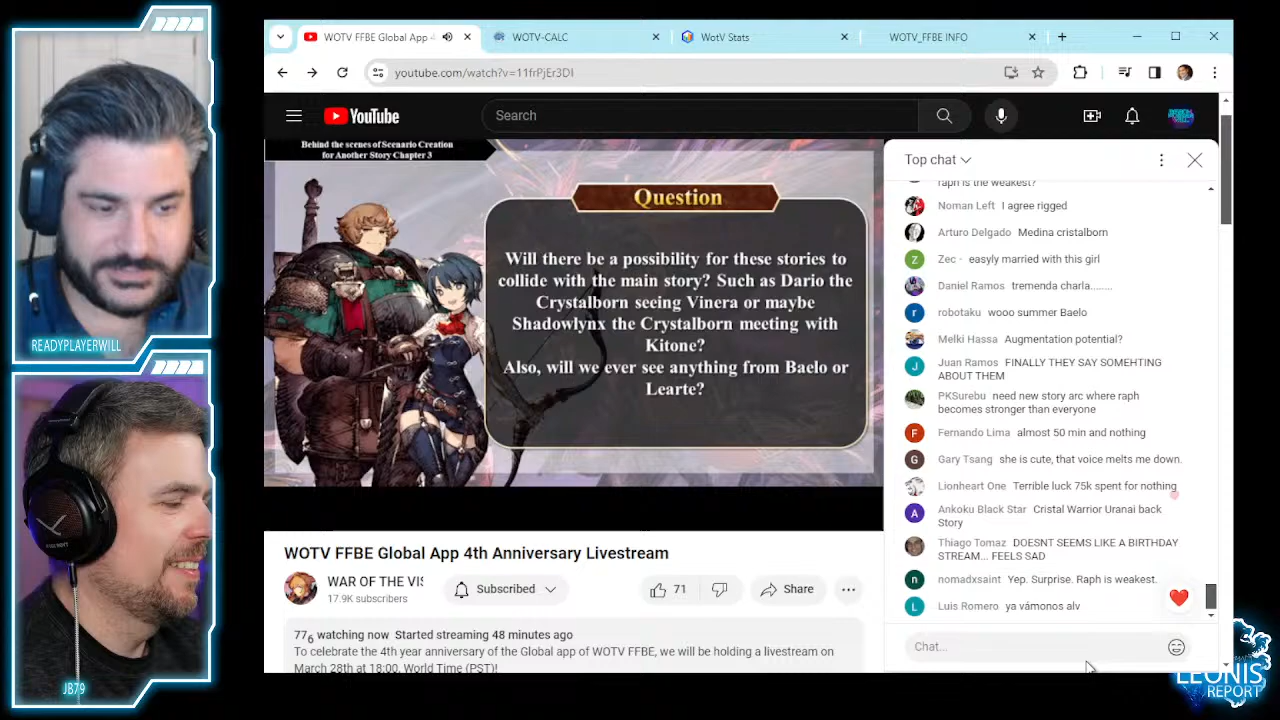 WOTV FFBE Global App
WOTV-CALC
WotV Stats
WOTV_FFBE INFO
youtube.com/watch?v=11frPjEr3DI
YouTube
Search
Behind the scenes of Scenario Creation
for Another Story Chapter 3
Question
Will there be a possibility for these stories to
collide with the main story? Such as Dario the
Crystalborn seeing Vinera or maybe
Shadowlynx the Crystalborn meeting with
Kitone?
Also, will we ever see anything from Baelo or
Learte?
Top chat
raph is the weakest?
Noman Left I agree rigged
Arturo Delgado Medina cristalborn
Zec - easyly married with this girl
Daniel Ramos tremenda charla........
robotaku wooo summer Baelo
Melki Hassa Augmentation potential?
Juan Ramos FINALLY THEY SAY SOMEHTING
ABOUT THEM
PKSurebu need new story arc where raph
becomes stronger than everyone
Fernando Lima almost 50 min and nothing
Gary Tsang she is cute, that voice melts me down.
Lionheart One Terrible luck 75k spent for nothing
Ankoku Black Star Cristal Warrior Uranai back
Story
Thiago Tomaz DOESNT SEEMS LIKE A BIRTHDAY
STREAM... FEELS SAD
nomadxsaint Yep. Surprise. Raph is weakest.
Luis Romero ya vámonos alv
Chat...
WOTV FFBE Global App 4th Anniversary Livestream
WAR OF THE VIS
17.9K subscribers
Subscribed
71
Share
776 watching now Started streaming 48 minutes ago
To celebrate the 4th year anniversary of the Global app of WOTV FFBE, we will be holding a livestream on
March 28th at 18:00, World Time (PST)!
READYPLAYERWILL
JB79
LEONIS
REPORT